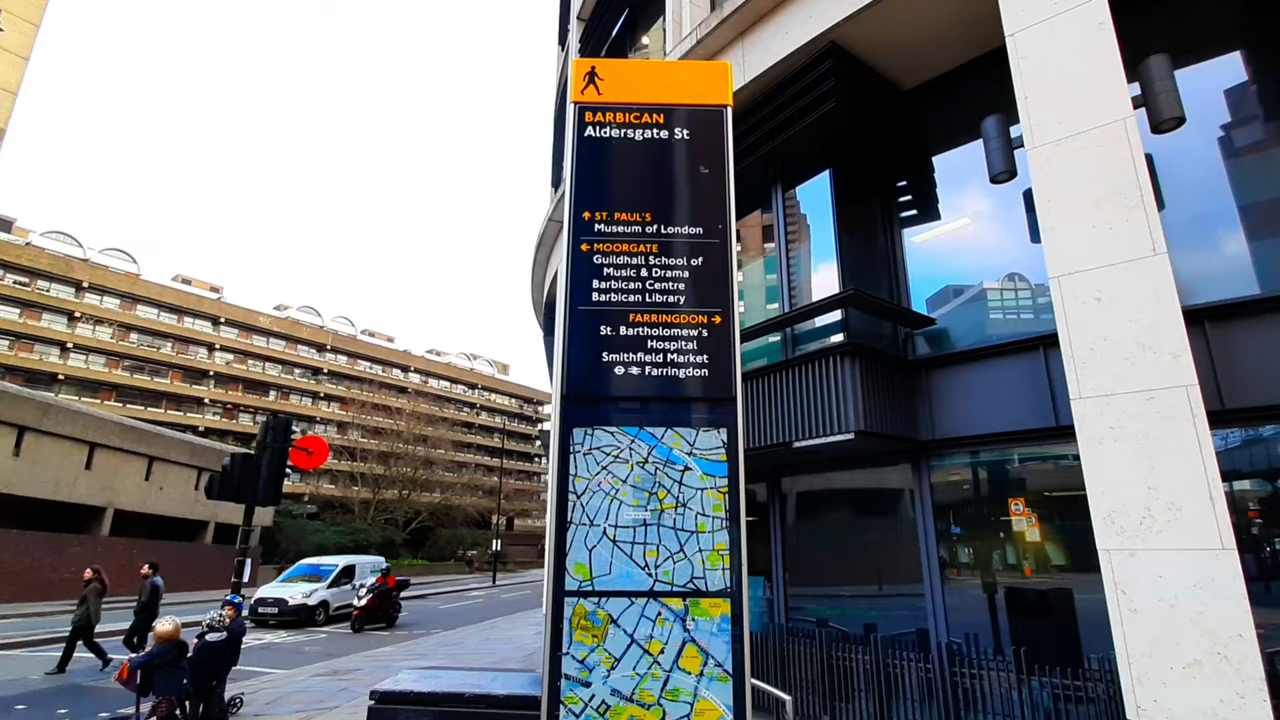 BARBICAN
Aldersgate St
↑ ST. PAUL'S
Museum of London
← MOORGATE
Guildhall School of
Music & Drama
Barbican Centre
Barbican Library
FARRINGDON →
St. Bartholomew's
Hospital
Smithfield Market
Farringdon